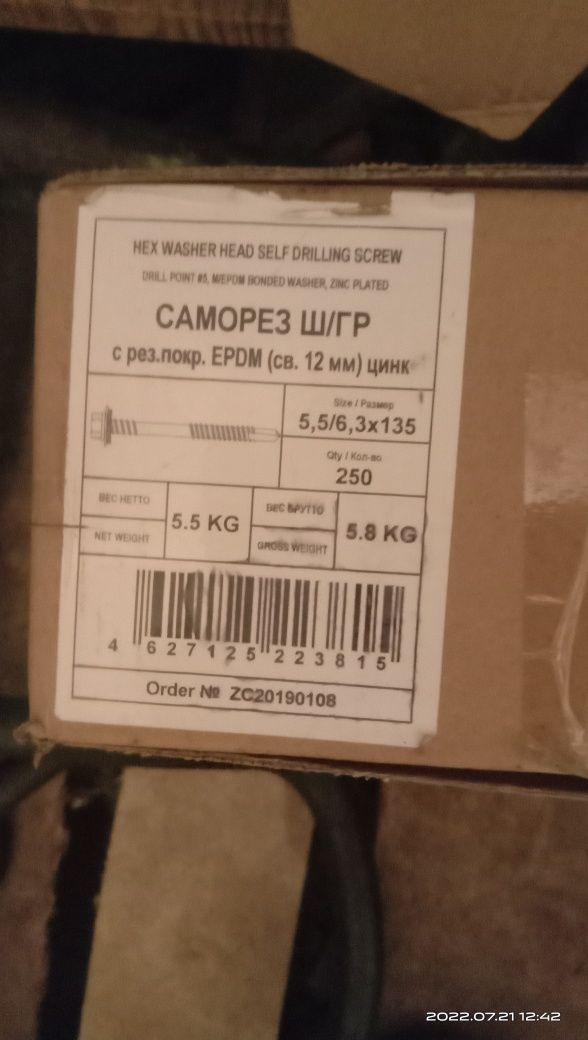 HEX WASHER HEAD SELF DRILLING SCREW
DRILL POINT #5, W/EPDM BONDED WASHER, ZINC PLATED
САМОРЕЗ Ш/ГР
с рез.покр. EPDM (св. 12 мм) цинк
Size / Размер
5,5/6,3x135
Qty / Кол-во
250
ВЕС НЕТТО
NET WEIGHT
5.5 KG
ВЕС БРУТТО
GROSS WEIGHT
5.8 KG
4 627125 223815
Order № ZC20190108
2022.07.21 12:42